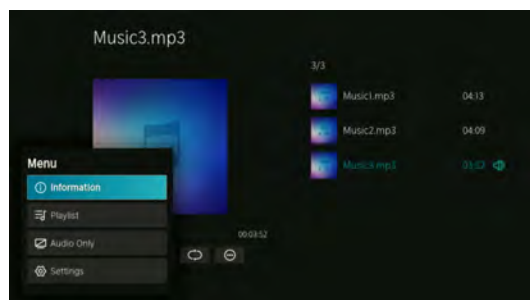 Music3.mp3
3/3
Music1.mp3 04:13
Music2.mp3 04:09
Music3.mp3 03:52
Menu
Information
Playlist
00:03:52
Audio Only
Settings